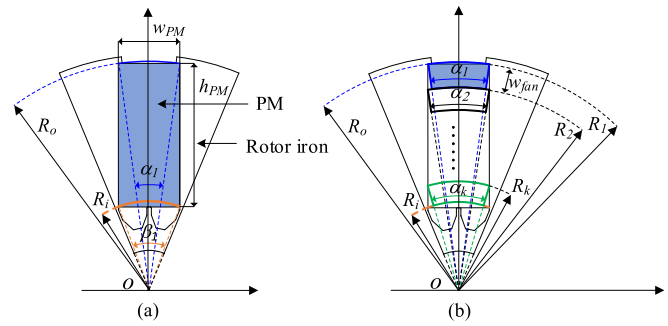 w_PM
h_PM
PM
Rotor iron
R_o
α_1
R_i
β_1
o
(a)
α_1
w_fan
α_2
R_o
R_2
R_1
α_k
R_k
R_i
o
(b)